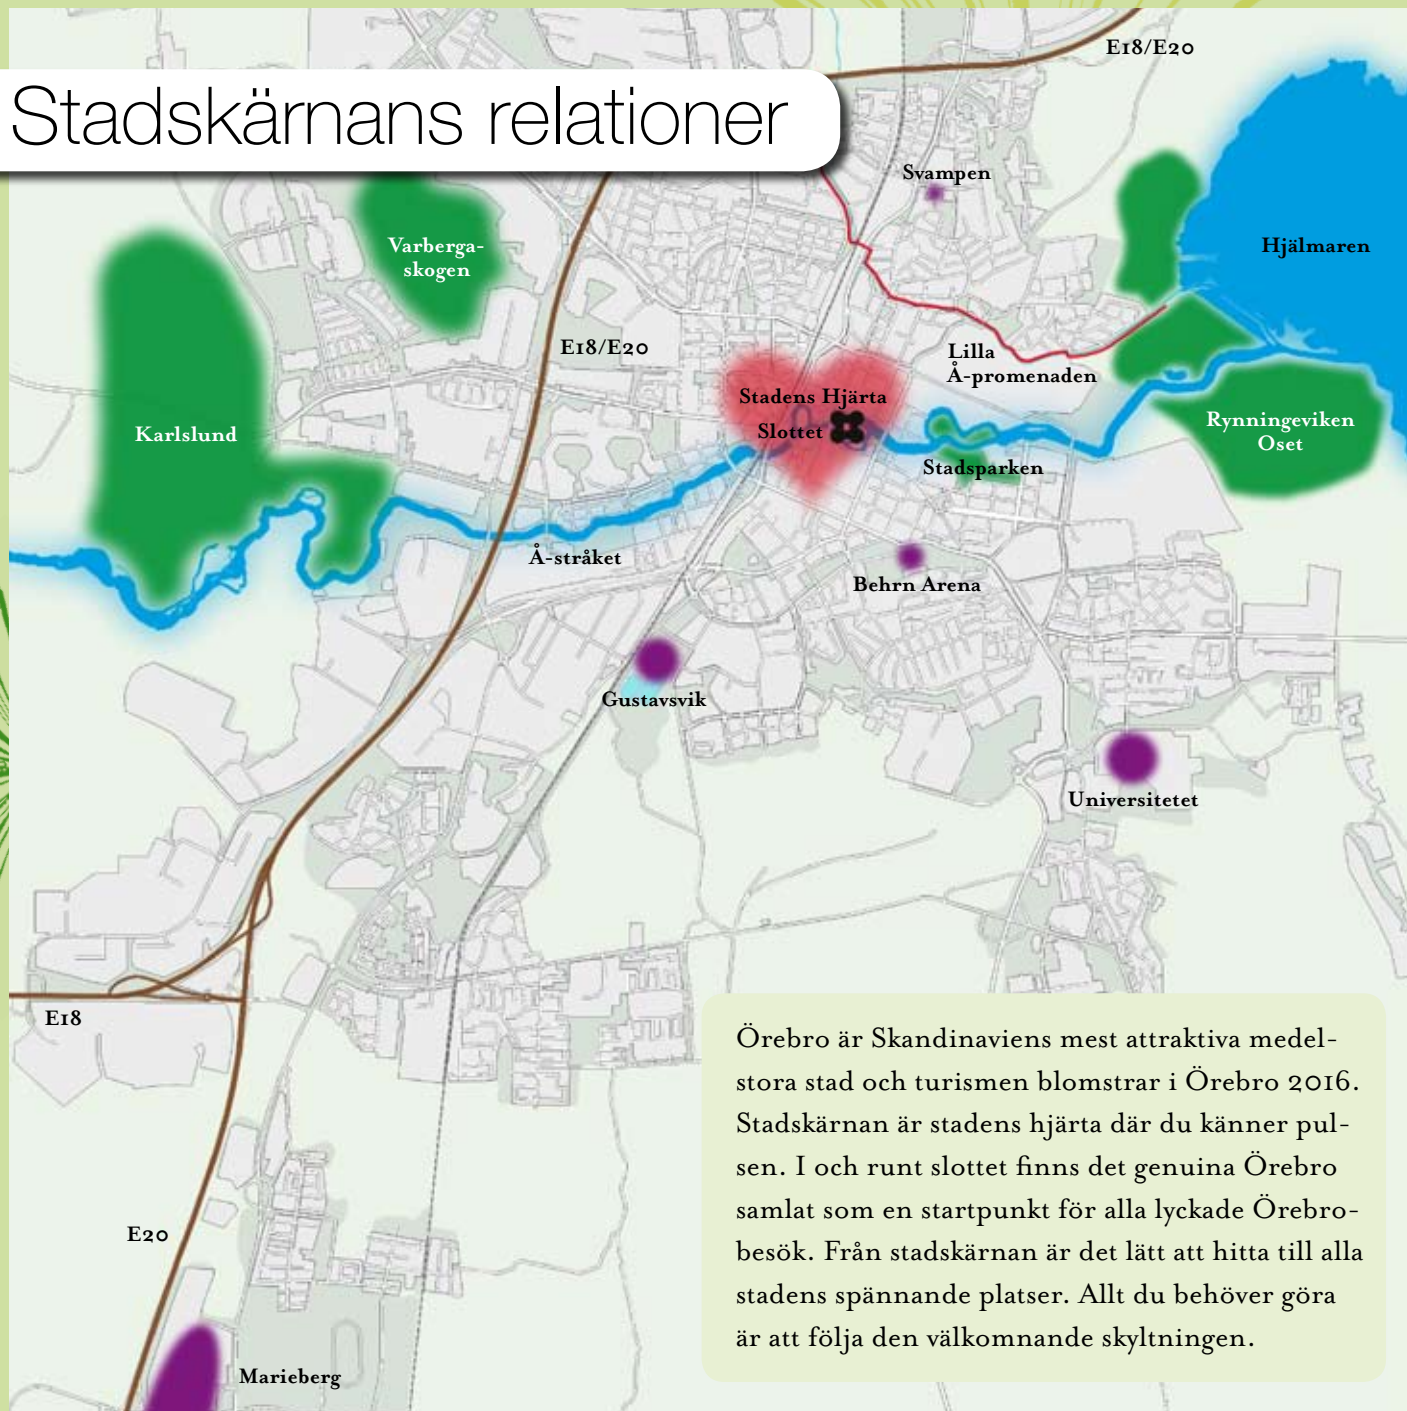 Stadskärnans relationer
E18/E20
Svampen
Varberga-
skogen
Hjälmaren
E18/E20
Lilla
Å-promenaden
Stadens Hjärta
Slottet
Karlslund
Rynningeviken
Oset
Stadsparken
Å-stråket
Behrn Arena
Gustavsvik
Universitetet
E18
Örebro är Skandinaviens mest attraktiva medel-
stora stad och turismen blomstrar i Örebro 2016.
Stadskärnan är stadens hjärta där du känner pul-
sen. I och runt slottet finns det genuina Örebro
samlat som en startpunkt för alla lyckade Örebro-
besök. Från stadskärnan är det lätt att hitta till alla
stadens spännande platser. Allt du behöver göra
är att följa den välkomnande skyltningen.
E20
Marieberg